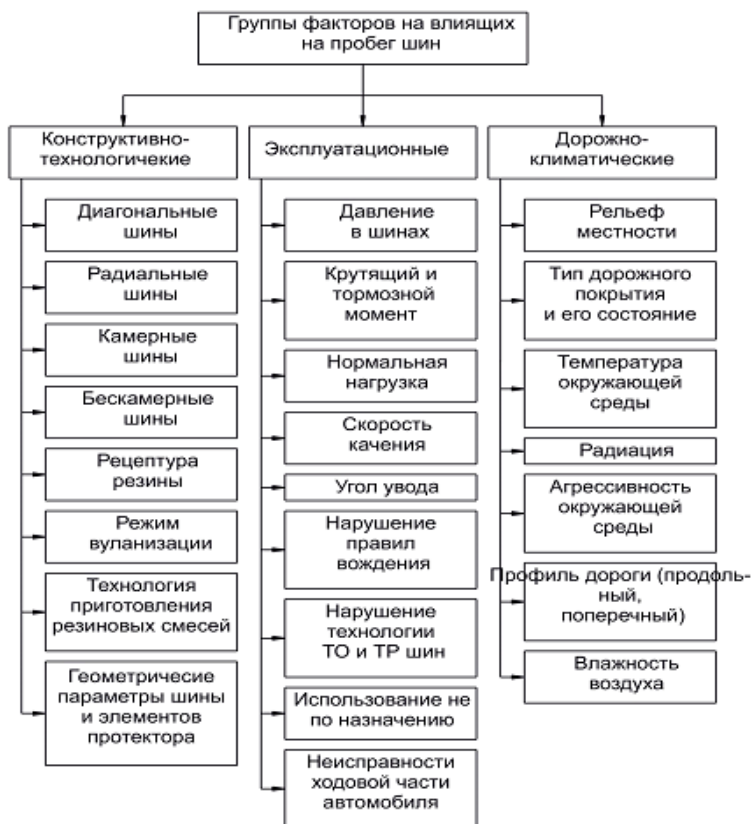 Группы факторов на влиящих
на пробег шин
Конструктивно-
технологичекие
Диагональные
шины
Радиальные
шины
Камерные
шины
Бескамерные
шины
Рецептура
резины
Режим
вуланизации
Технология
приготовления
резиновых смесей
Геометричесие
параметры шины
и элементов
протектора
Эксплуатационные
Давление
в шинах
Крутящий и
тормозной
момент
Нормальная
нагрузка
Скорость
качения
Угол увода
Нарушение
правил
вождения
Нарушение
технологии
ТО и ТР шин
Использование не
по назначению
Неисправности
ходовой части
автомобиля
Дорожно-
климатические
Рельеф
местности
Тип дорожного
покрытия
и его состояние
Температура
окружающей
среды
Радиация
Агрессивность
окружающей
среды
Профиль дороги (продоль-
ный,
поперечный)
Влажность
воздуха